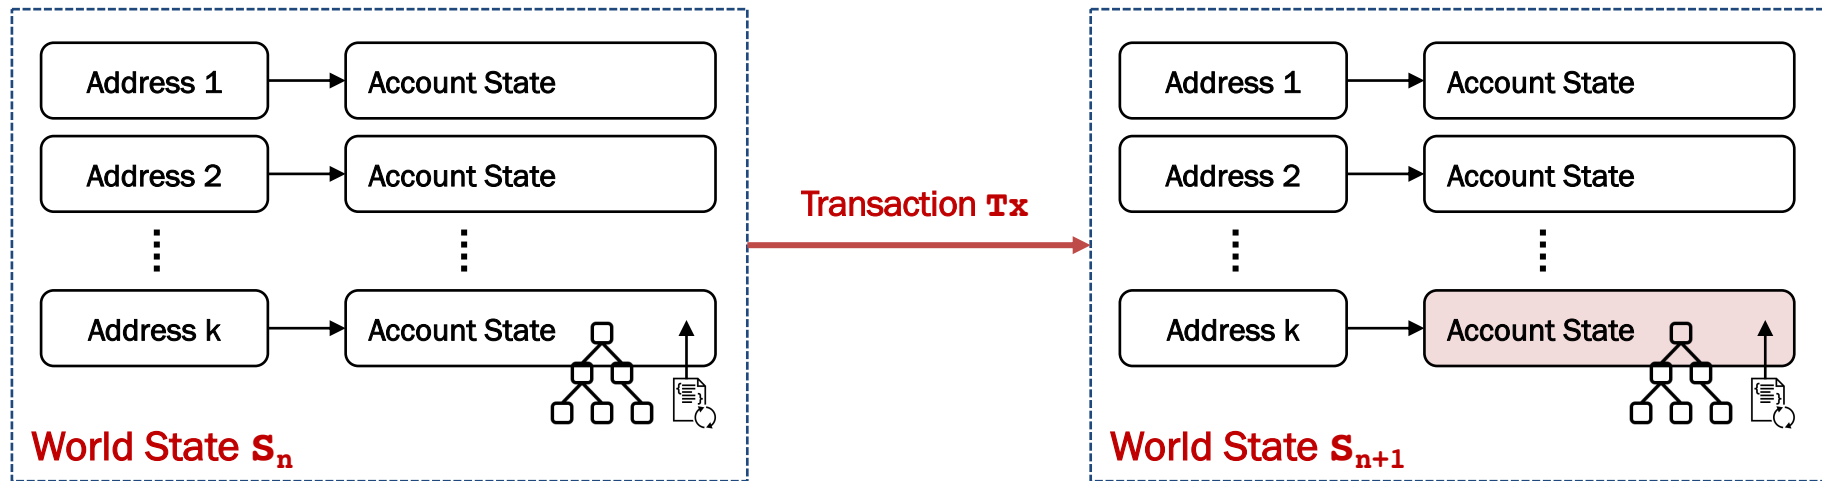 Address 1
Account State
Address 2
Account State
Address k
Account State
World State Sn
Transaction Tx
Address 1
Account State
Address 2
Account State
Address k
Account State
World State Sn+1